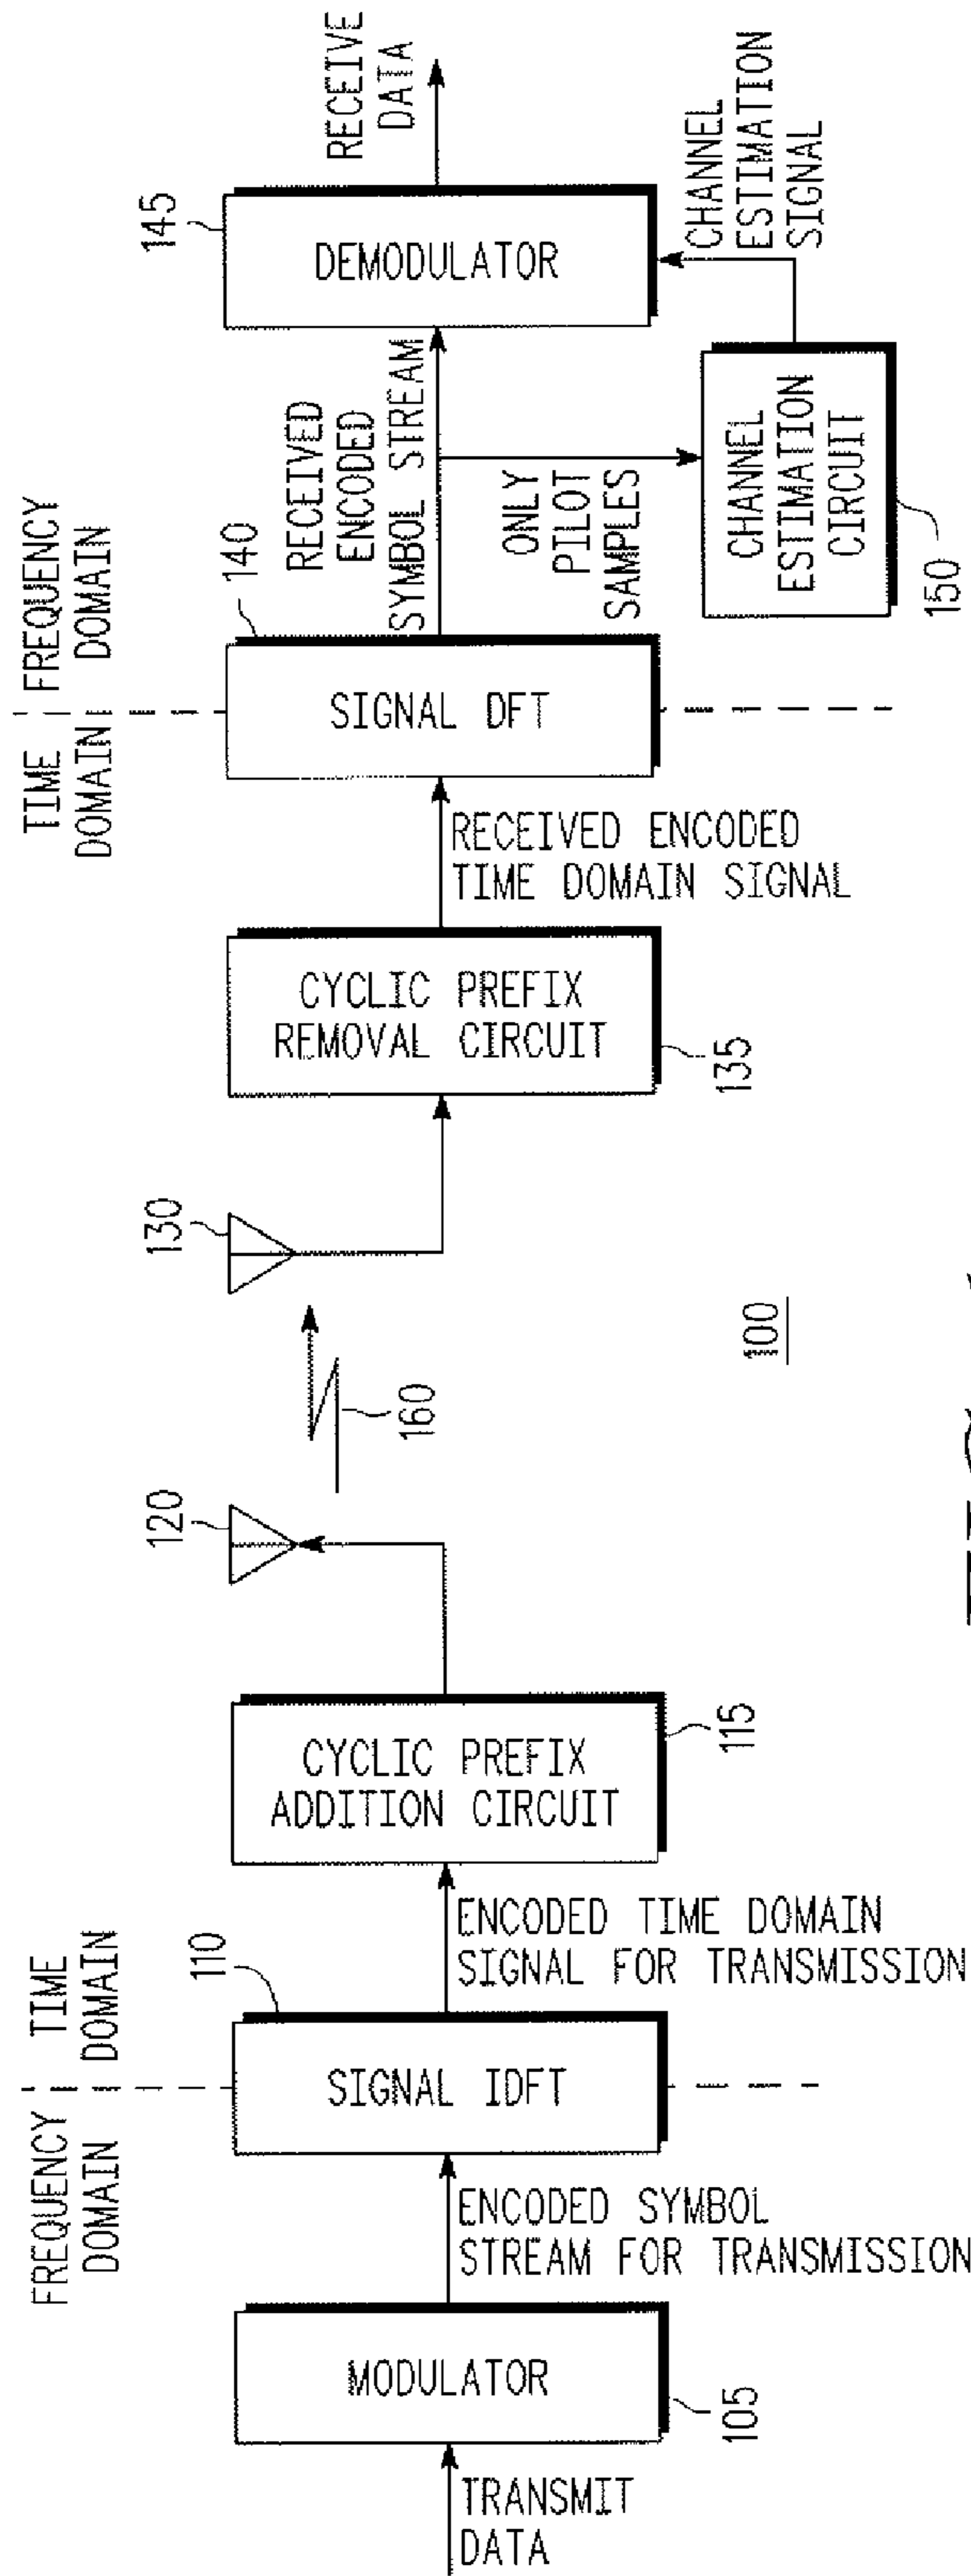 TRANSMIT
DATA
MODULATOR
105
ENCODED SYMBOL
STREAM FOR TRANSMISSION
FREQUENCY
DOMAIN
TIME
DOMAIN
110
SIGNAL IDFT
ENCODED TIME DOMAIN
SIGNAL FOR TRANSMISSION
CYCLIC PREFIX
ADDITION CIRCUIT
115
120
160
100
130
CYCLIC PREFIX
REMOVAL CIRCUIT
135
RECEIVED ENCODED
TIME DOMAIN SIGNAL
TIME
DOMAIN
FREQUENCY
DOMAIN
140
SIGNAL DFT
RECEIVED
ENCODED
SYMBOL STREAM
ONLY
PILOT
SAMPLES
CHANNEL
ESTIMATION
CIRCUIT
150
145
DEMODULATOR
RECEIVE
DATA
CHANNEL
ESTIMATION
SIGNAL